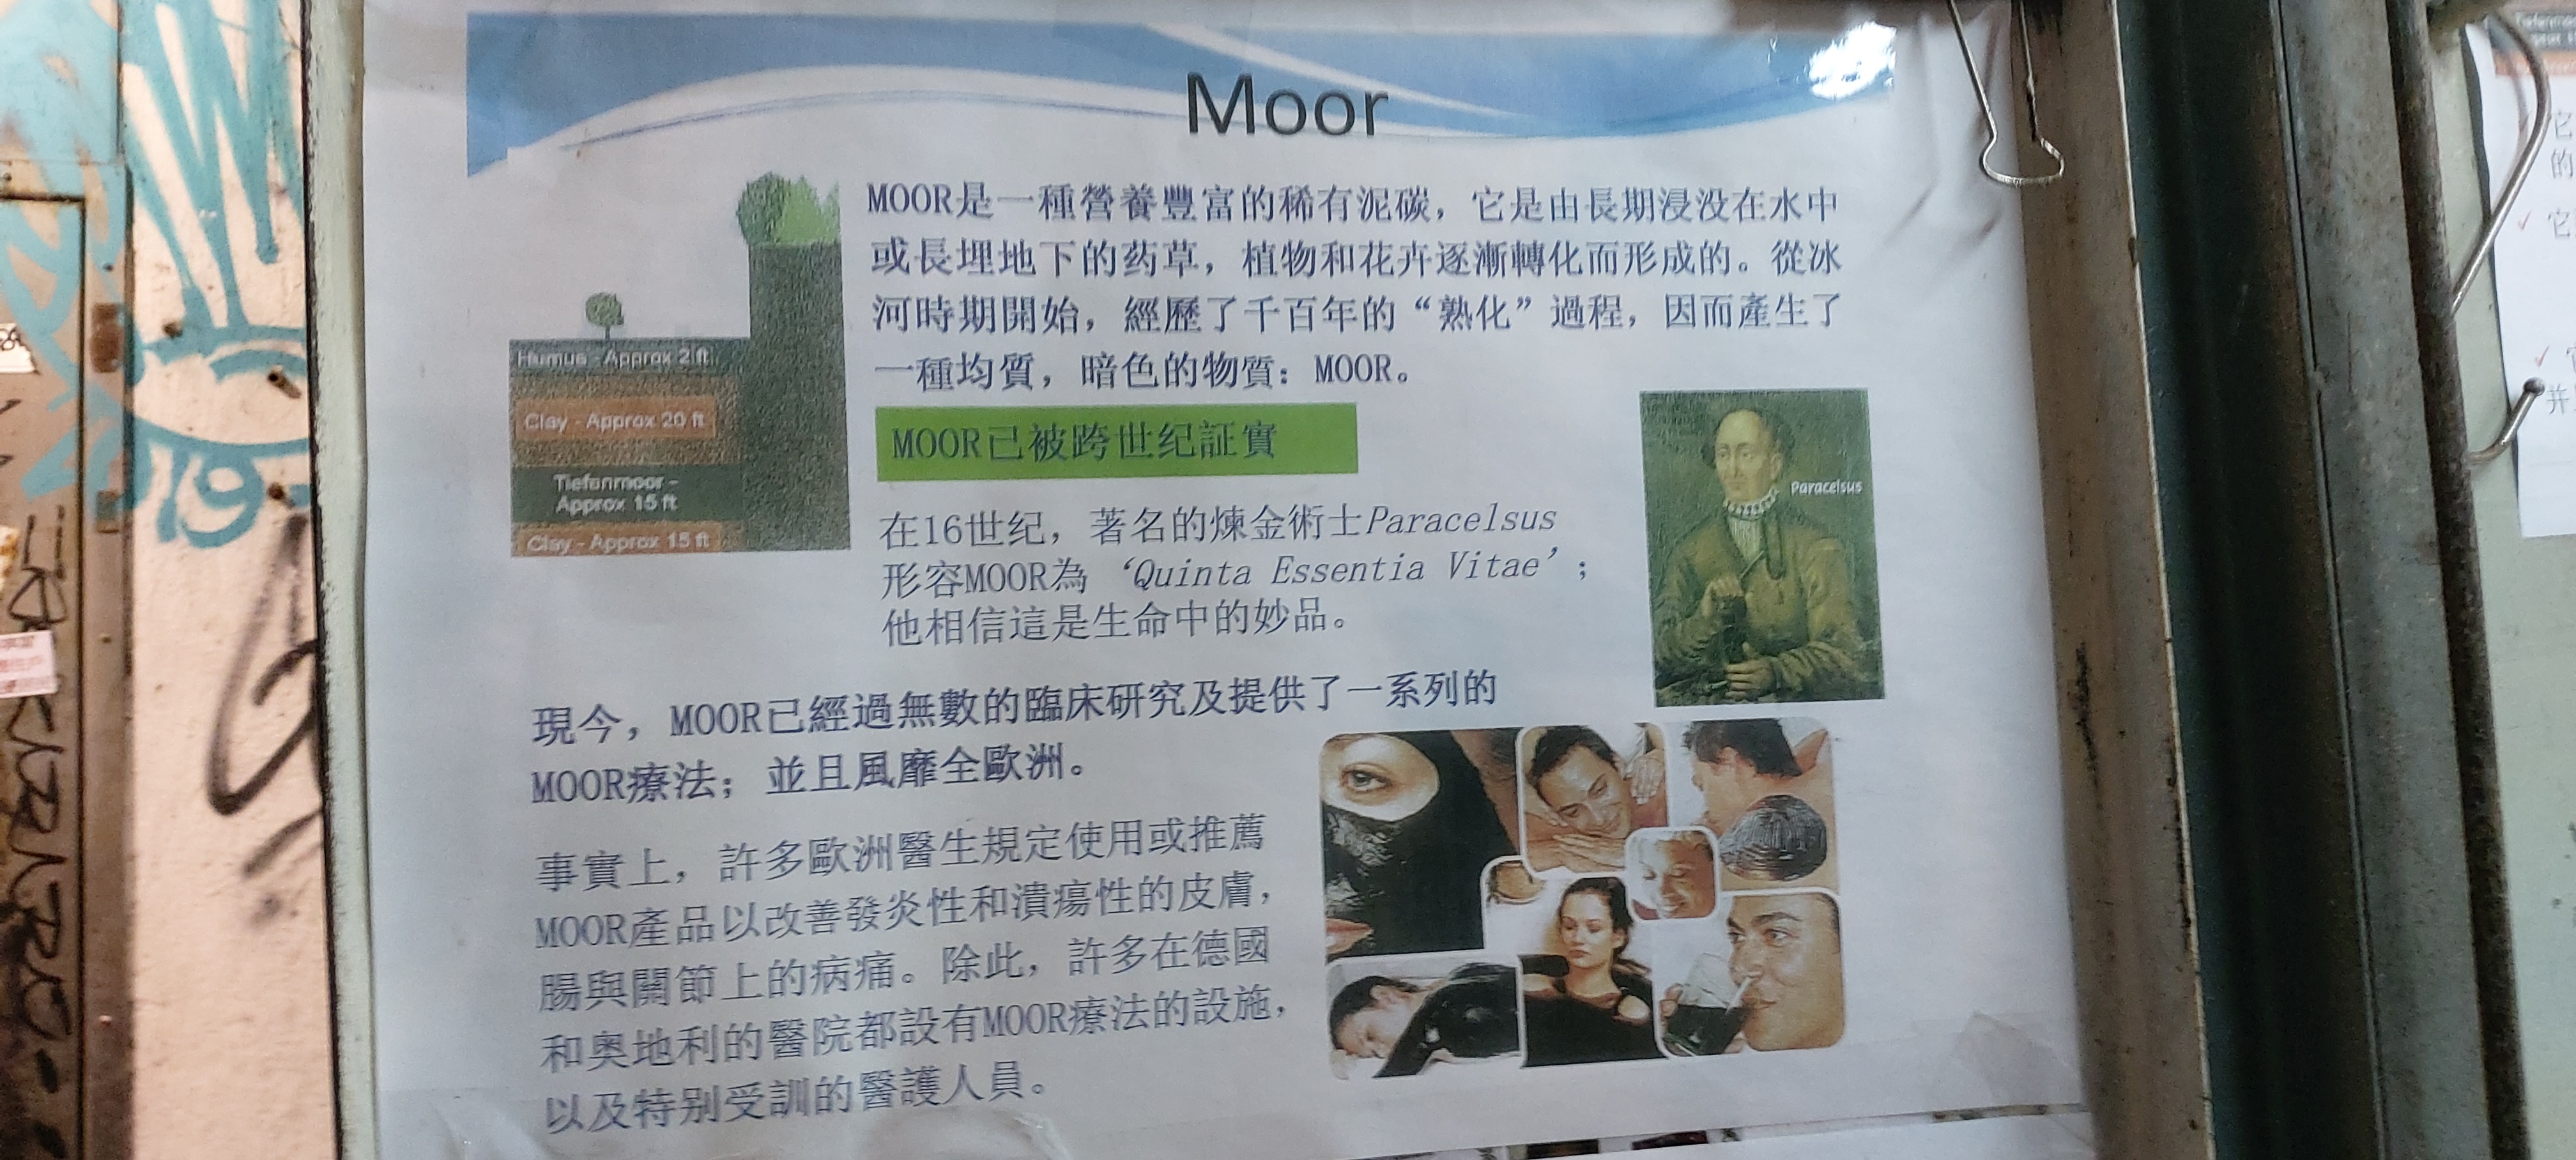 Moor
MOOR是一種營養豐富的稀有泥碳，它是由長期浸没在水中
或長埋地下的药草，植物和花卉逐漸轉化而形成的。從冰
河時期開始，經歷了千百年的“熟化”過程，因而產生了
一種均質，暗色的物質：MOOR。
Humus - Approx 2 ft
Clay - Approx 20 ft
Tiefenmoor -
Approx 15 ft
Clay - Approx 15 ft
MOOR已被跨世纪証實
在16世纪，著名的煉金術士Paracelsus
形容MOOR為 ‘Quinta Essentia Vitae’；
他相信這是生命中的妙品。
Paracelsus
現今，MOOR已經過無數的臨床研究及提供了一系列的
MOOR療法；並且風靡全歐洲。
事實上，許多歐洲醫生規定使用或推薦
MOOR產品以改善發炎性和潰瘍性的皮膚，
腸與關節上的病痛。除此，許多在德國
和奥地利的醫院都設有MOOR療法的設施，
以及特别受訓的醫護人員。
它
的
它
并